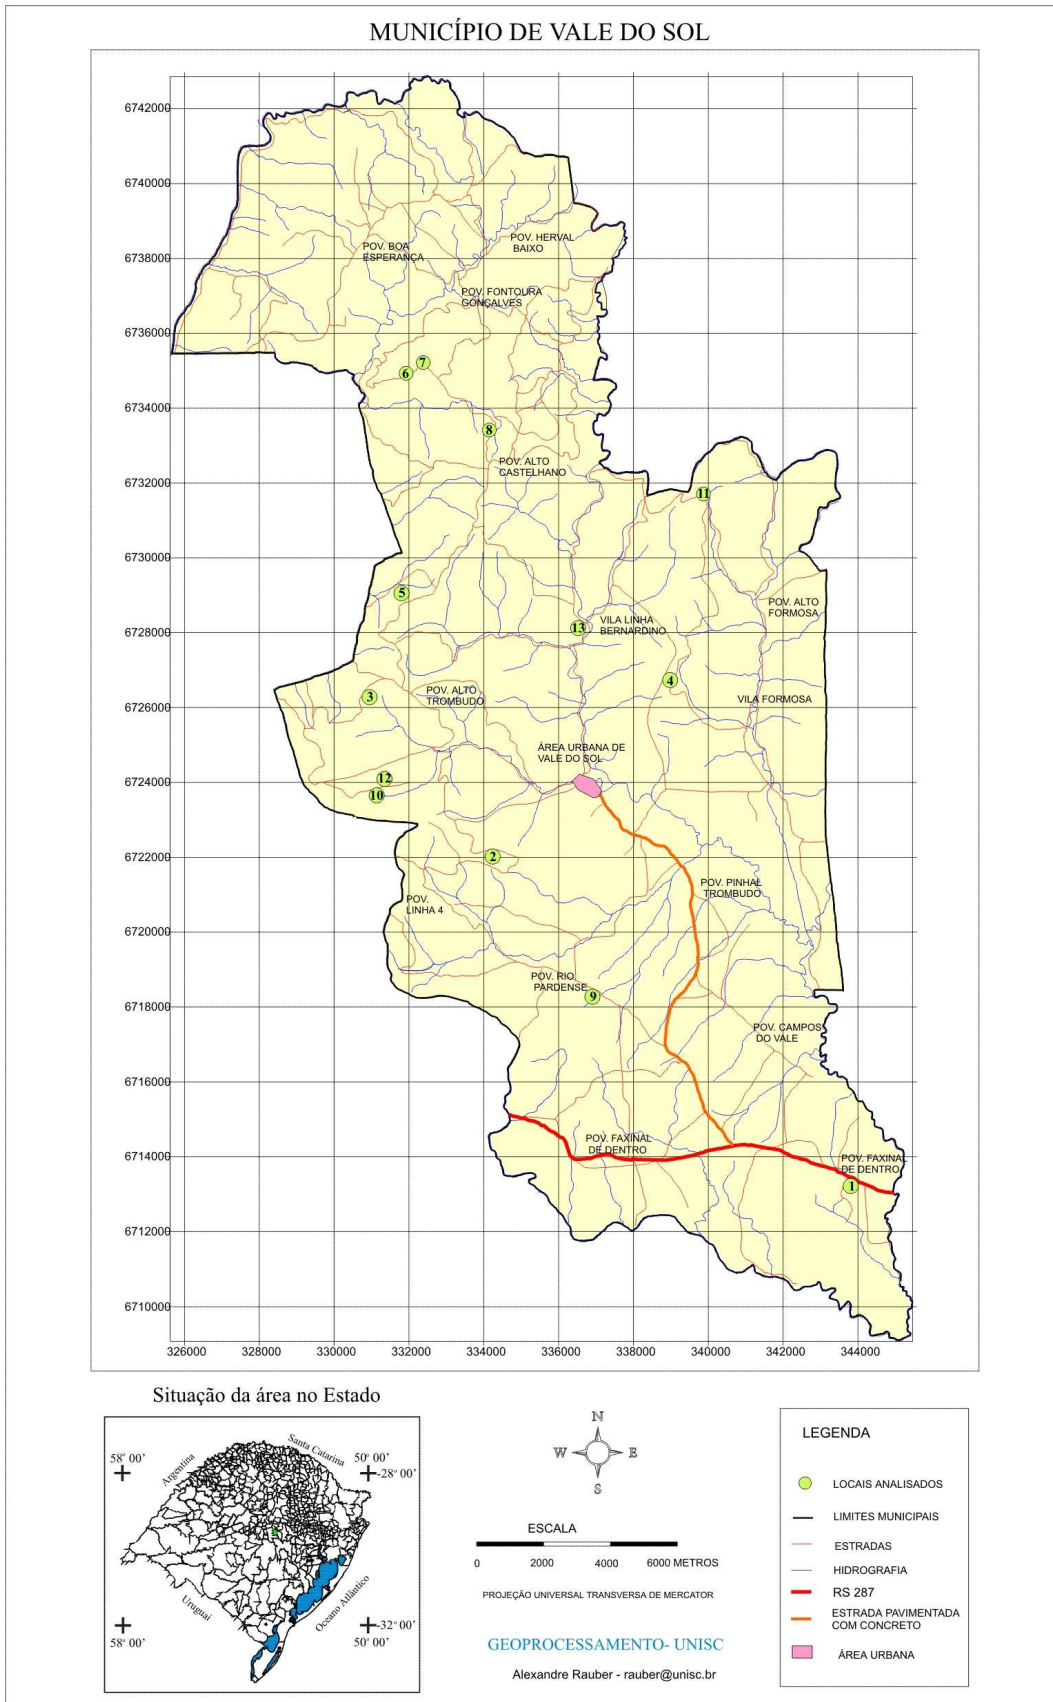 MUNICÍPIO DE VALE DO SOL
6742000
6740000
6738000
6736000
6734000
6732000
6730000
6728000
6726000
6724000
6722000
6720000
6718000
6716000
6714000
6712000
6710000
POV. HERVAL
BAIXO
POV. BOA
ESPERANÇA
POV. FONTOURA
GONÇALVES
7
6
8
POV. ALTO
CASTELHANO
11
5
POV. ALTO
FORMOSA
13
VILA LINHA
BERNARDINO
4
3
POV. ALTO
TROMBUDO
VILA FORMOSA
ÁREA URBANA DE
VALE DO SOL
12
10
2
POV. PINHAL
TROMBUDO
POV.
LINHA 4
POV. RIO
PARDENSE
9
POV. CAMPOS
DO VALE
POV. FAXINAL
DE DENTRO
POV. FAXINAL
DE DENTRO
1
326000 328000 330000 332000 334000 336000 338000 340000 342000 344000
Situação da área no Estado
58° 00'
50° 00'
-28° 00'
Argentina
Santa Catarina
Uruguai
Oceano Atlântico
-32° 00'
58° 00'
50° 00'
N
W E
S
ESCALA
0 2000 4000 6000 METROS
PROJEÇÃO UNIVERSAL TRANSVERSA DE MERCATOR
GEOPROCESSAMENTO- UNISC
Alexandre Rauber - rauber@unisc.br
LEGENDA
LOCAIS ANALISADOS
LIMITES MUNICIPAIS
ESTRADAS
HIDROGRAFIA
RS 287
ESTRADA PAVIMENTADA
COM CONCRETO
ÁREA URBANA